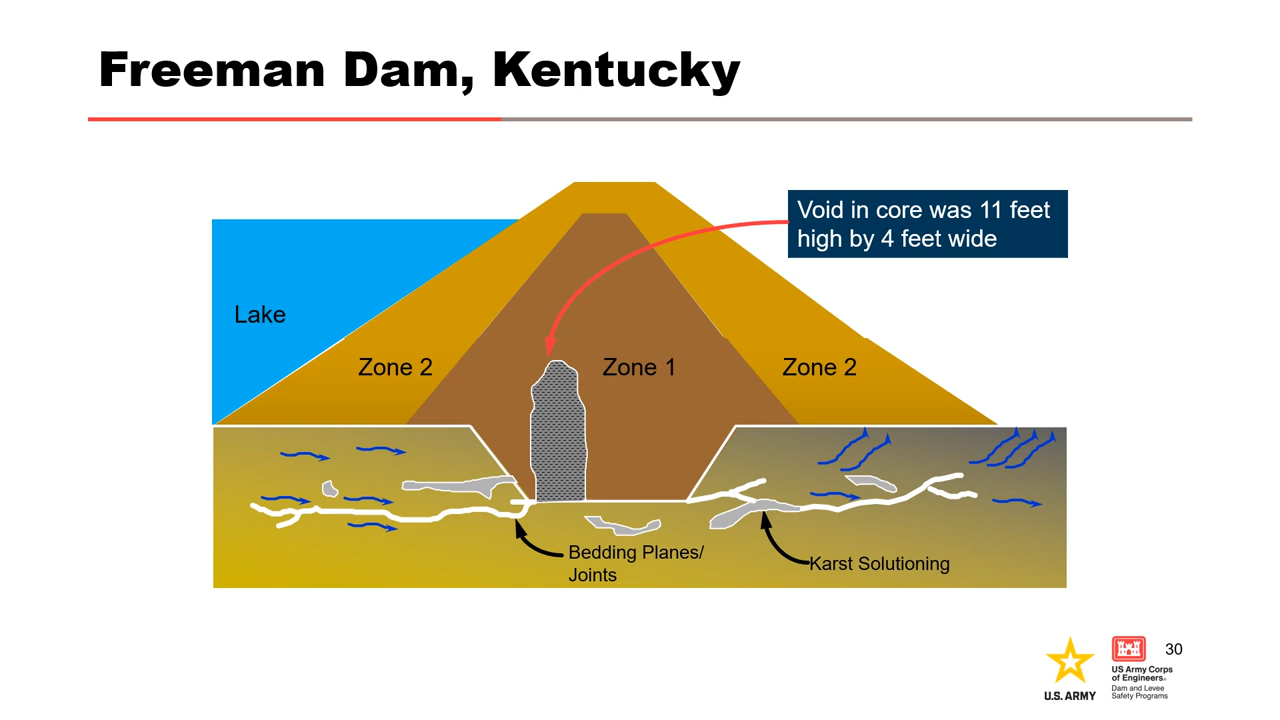 Freeman Dam, Kentucky
Void in core was 11 feet
high by 4 feet wide
Lake
Zone 2
Zone 1
Zone 2
Bedding Planes/
Joints
Karst Solutioning
30
U.S. ARMY
US Army Corps
of Engineers®
Dam and Levee
Safety Programs